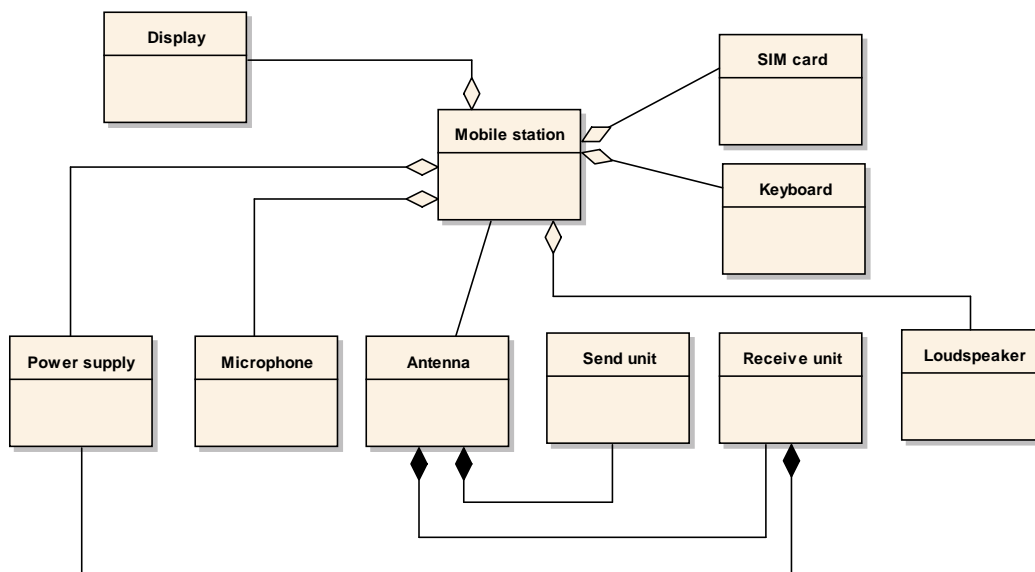 Display
SIM card
Mobile station
Keyboard
Power supply
Microphone
Antenna
Send unit
Receive unit
Loudspeaker